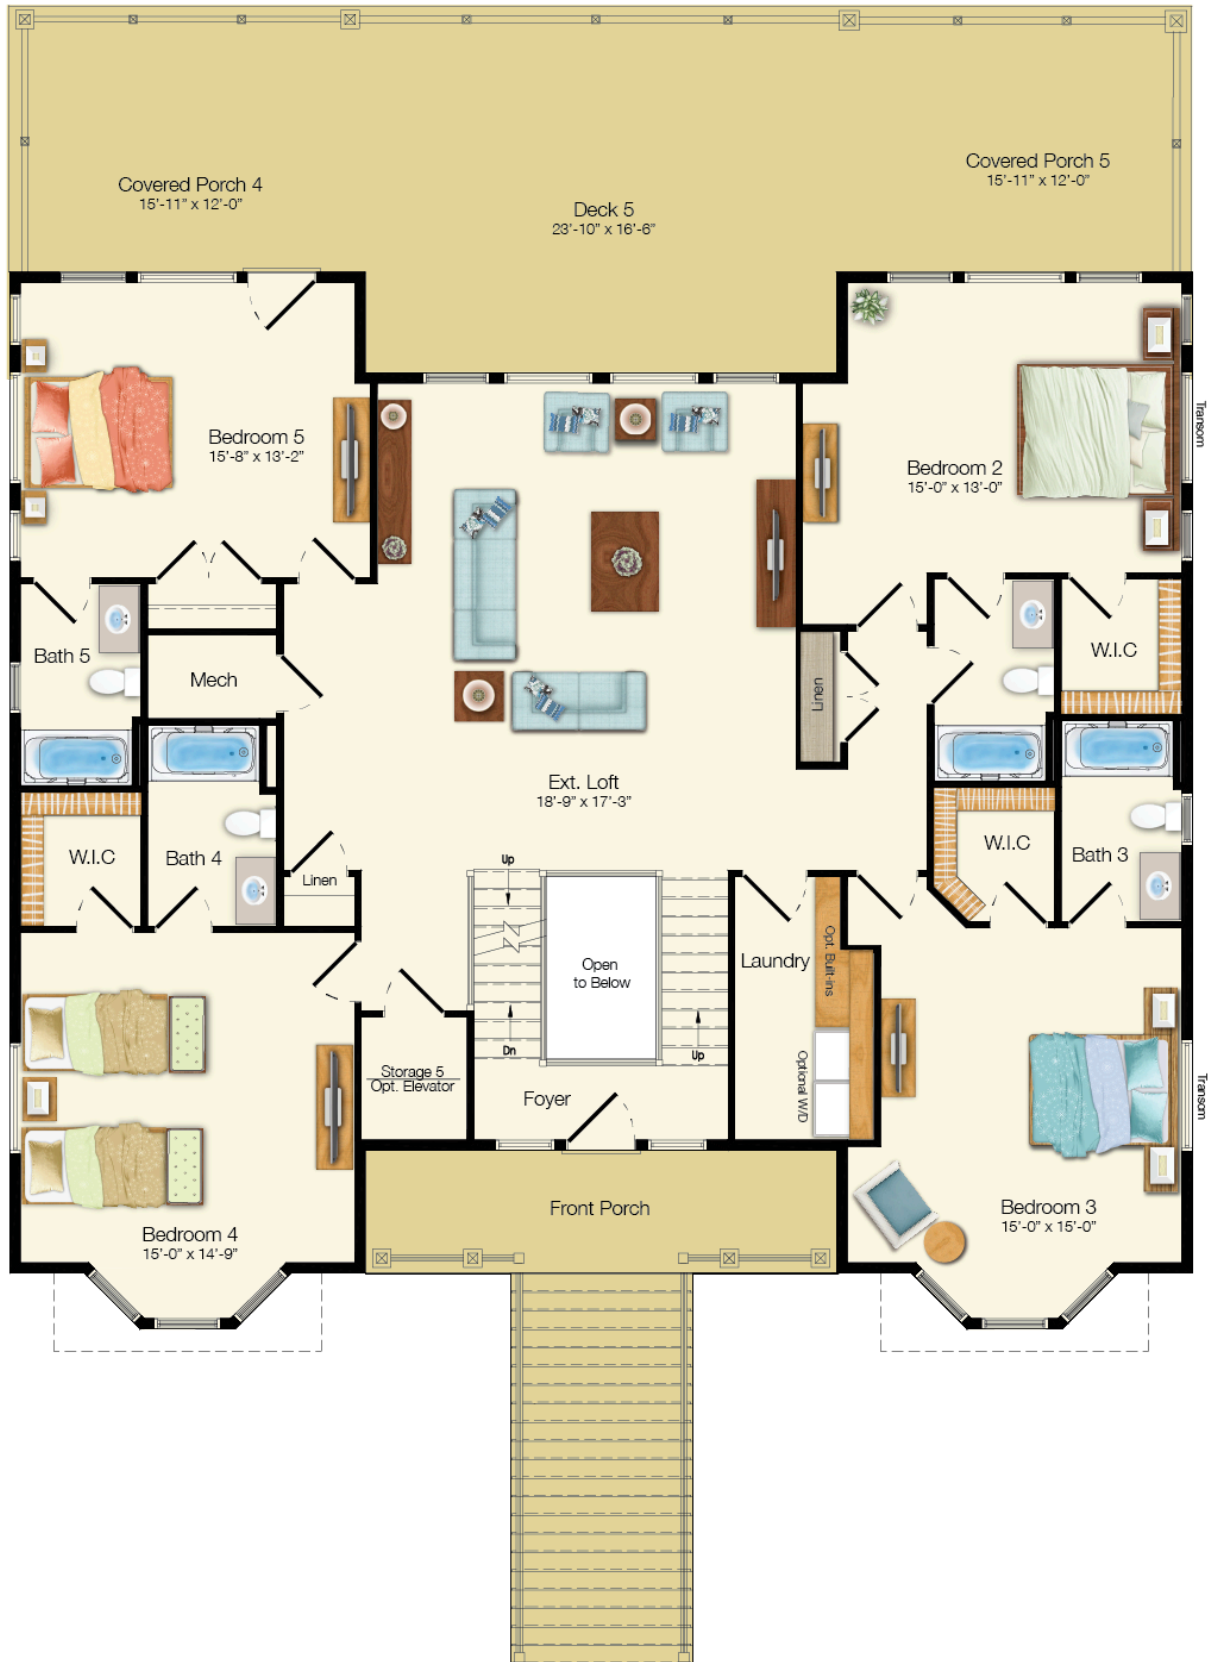 Covered Porch 4
15'-11" x 12'-0"
Covered Porch 5
15'-11" x 12'-0"
Deck 5
23'-10" x 16'-6"
Bedroom 5
15'-8" x 13'-2"
Bedroom 2
15'-0" x 13'-0"
Transom
Bath 5
Mech
Linen
W.I.C
Ext. Loft
18'-9" x 17'-3"
W.I.C
Bath 4
Linen
Up
W.I.C
Bath 3
Open
to Below
Laundry
Opt. Built-ins
Dn
Up
Storage 5
Opt. Elevator
Foyer
Optional W/D
Transom
Front Porch
Bedroom 4
15'-0" x 14'-9"
Bedroom 3
15'-0" x 15'-0"